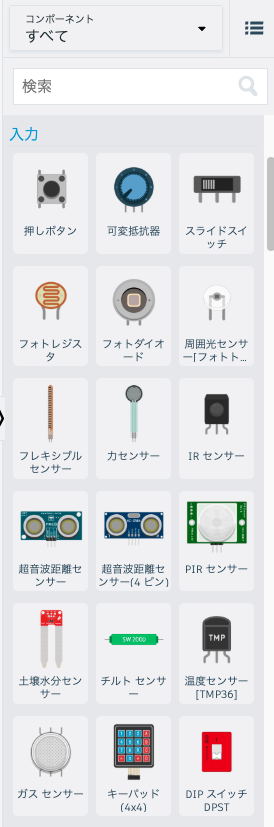 コンポーネント
すべて
検索
入力
押しボタン
可変抵抗器
スライドスイ
ッチ
フォトレジス
タ
フォトダイオ
ード
周囲光センサ
ー[フォトト...
フレキシブル
センサー
力センサー
IR センサー
超音波距離セ
ンサー
超音波距離セ
ンサー(4 ピン)
PIR センサー
土壌水分セン
サー
SW 200D
チルト センサ
ー
TMP
温度センサー
[TMP36]
ガス センサー
キーパッド
(4x4)
DIP スイッチ
DPST